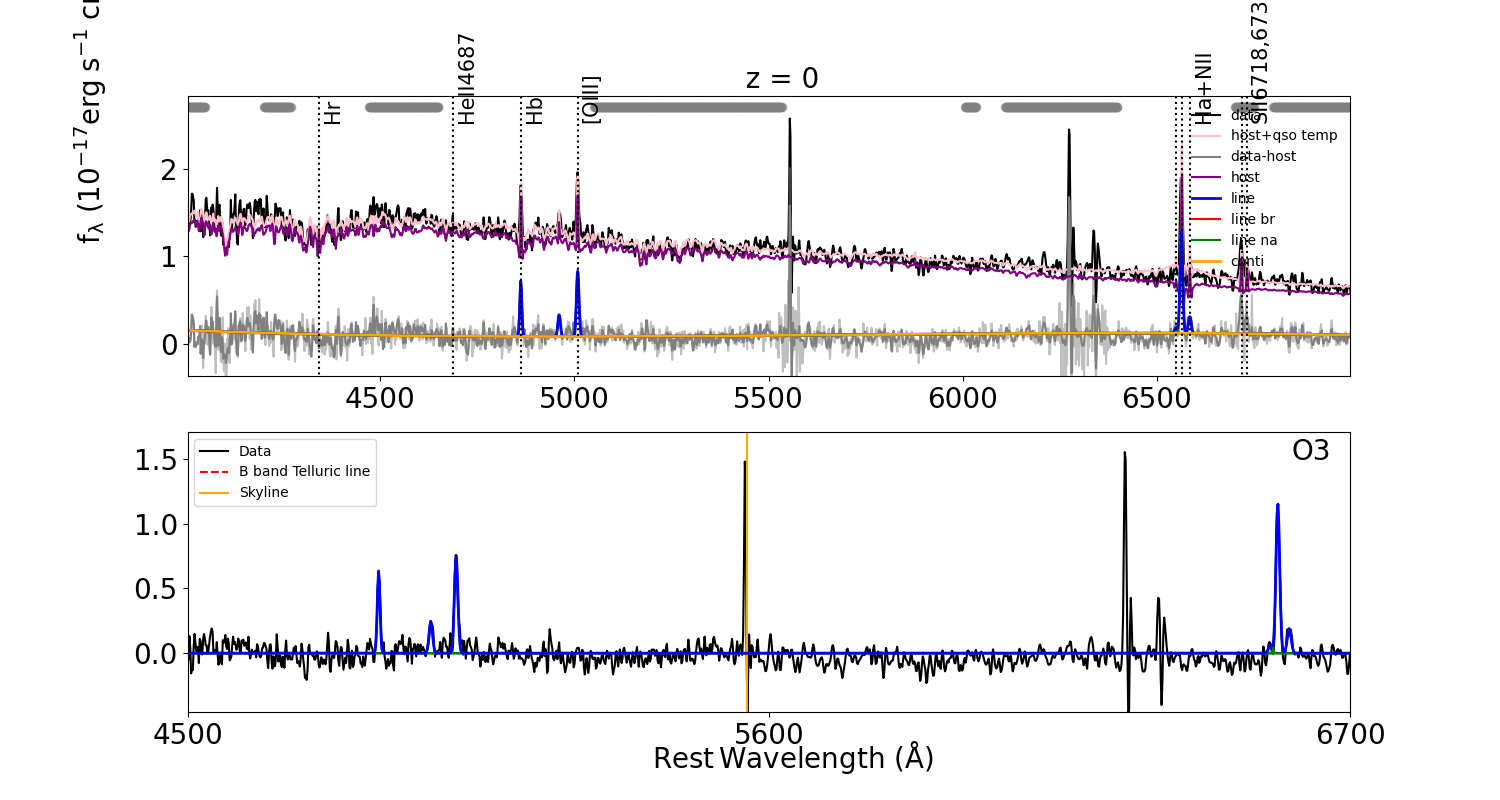 z = 0
f_λ (10^−17 erg s^−1 c
Hr
HeII4687
Hb
[OIII]
Ha+NII
SII6718,673
data
host+qso temp
data-host
host
line
line br
line na
conti
2
1
0
4500 5000 5500 6000 6500
O3
Data
B band Telluric line
Skyline
1.5
1.0
0.5
0.0
4500 5600 6700
Rest Wavelength (Å)